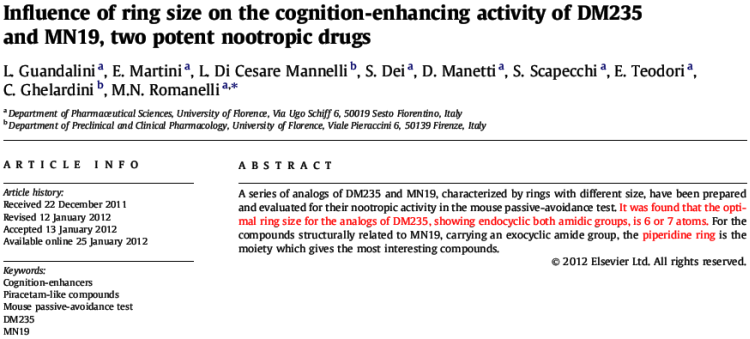 Influence of ring size on the cognition-enhancing activity of DM235
and MN19, two potent nootropic drugs
L. Guandalini a, E. Martini a, L. Di Cesare Mannelli b, S. Dei a, D. Manetti a, S. Scapecchi a, E. Teodori a,
C. Ghelardini b, M.N. Romanelli a,*
a Department of Pharmaceutical Sciences, University of Florence, Via Ugo Schiff 6, 50019 Sesto Fiorentino, Italy
b Department of Preclinical and Clinical Pharmacology, University of Florence, Viale Pieraccini 6, 50139 Firenze, Italy
ARTICLE INFO
Article history:
Received 22 December 2011
Revised 12 January 2012
Accepted 13 January 2012
Available online 25 January 2012
Keywords:
Cognition-enhancers
Piracetam-like compounds
Mouse passive-avoidance test
DM235
MN19
ABSTRACT
A series of analogs of DM235 and MN19, characterized by rings with different size, have been prepared
and evaluated for their nootropic activity in the mouse passive-avoidance test. It was found that the opti-
mal ring size for the analogs of DM235, showing endocyclic both amidic groups, is 6 or 7 atoms. For the
compounds structurally related to MN19, carrying an exocyclic amide group, the piperidine ring is the
moiety which gives the most interesting compounds.
© 2012 Elsevier Ltd. All rights reserved.